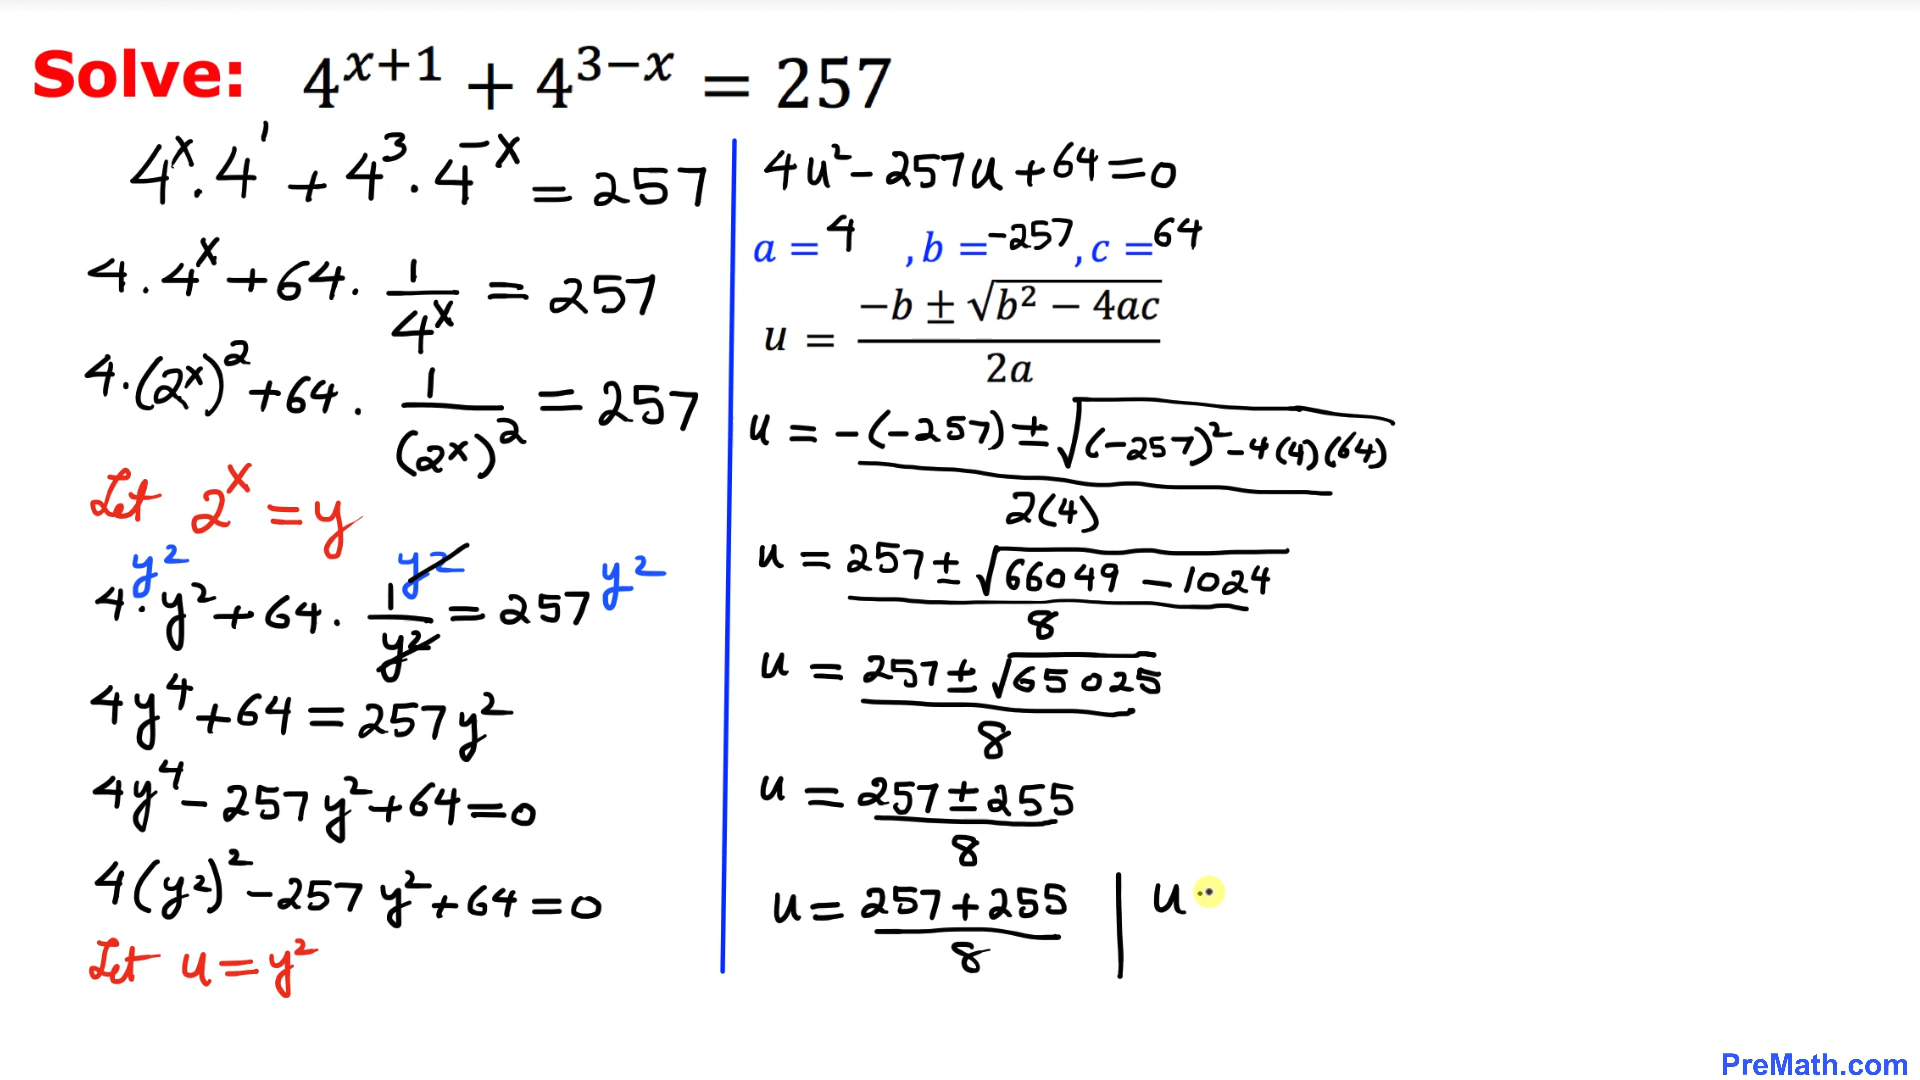 Solve: 4^{x+1} + 4^{3−x} = 257
4^x · 4^1 + 4^3 · 4^{−x} = 257
4 · 4^x + 64 · 1/4^x = 257
4 · (2^x)^2 + 64 · 1/(2^x)^2 = 257
Let 2^x = y
y^2 y^2 y^2
4 · y^2 + 64 · 1/y^2 = 257
4y^4 + 64 = 257y^2
4y^4 − 257y^2 + 64 = 0
4(y^2)^2 − 257y^2 + 64 = 0
Let u = y^2
4u^2 − 257u + 64 = 0
a = 4 , b = −257 , c = 64
u = (−b ± √(b^2 − 4ac)) / 2a
u = (−(−257) ± √((−257)^2 − 4(4)(64))) / 2(4)
u = (257 ± √(66049 − 1024)) / 8
u = (257 ± √65025) / 8
u = (257 ± 255) / 8
u = (257 + 255) / 8 | u
PreMath.com